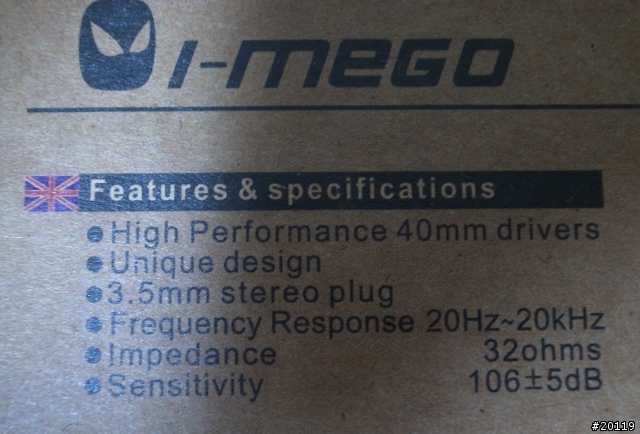 i-mego
Features & specifications
High Performance 40mm drivers
Unique design
3.5mm stereo plug
Frequency Response 20Hz~20kHz
Impedance 32ohms
Sensitivity 106±5dB
#20119